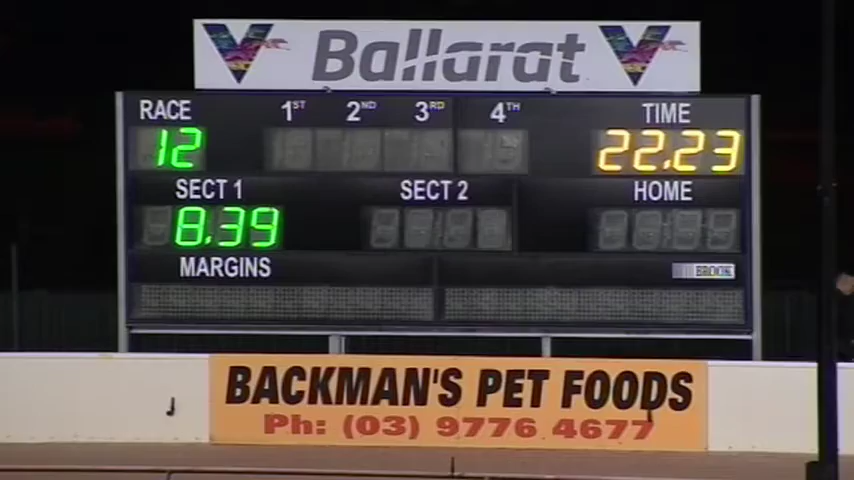 Ballarat
RACE 1ST 2ND 3RD 4TH TIME
12 22.23
SECT 1 SECT 2 HOME
8.39
MARGINS
BACKMAN'S PET FOODS
Ph: (03) 9776 4677